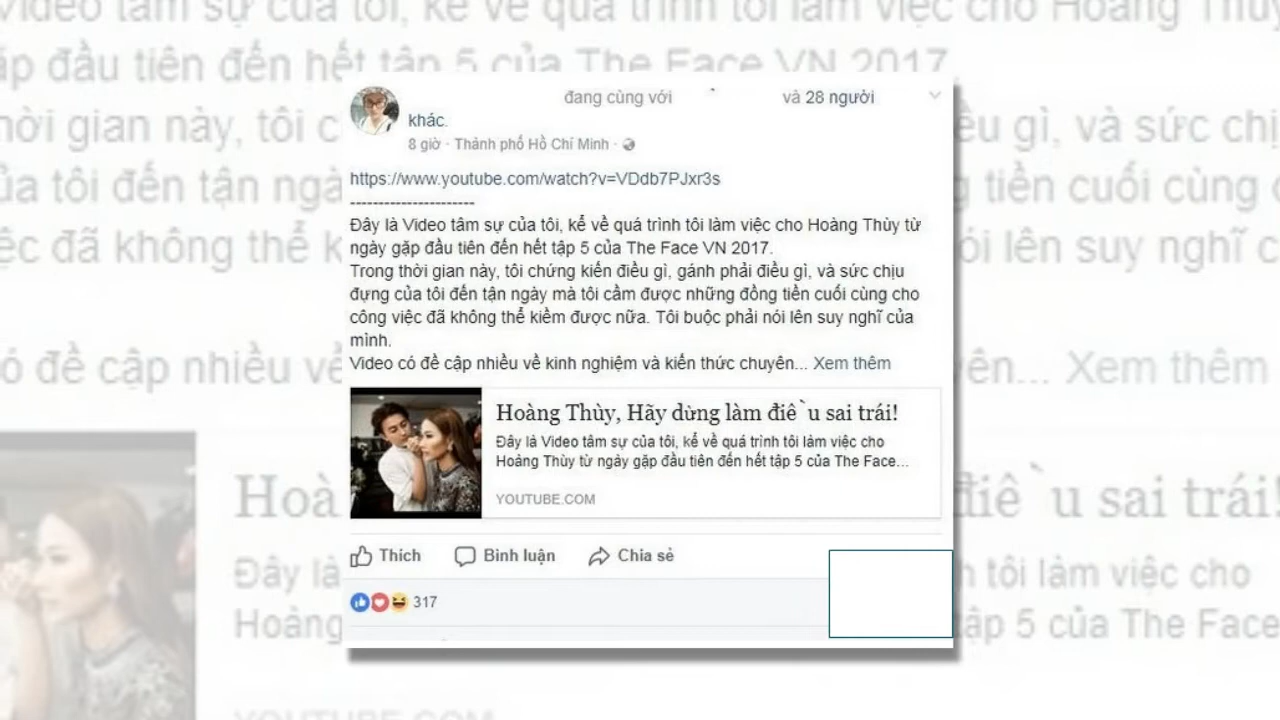 Video tâm sự của tôi, kể về quá trình tôi làm việc cho Hoàng Thùy
ập đầu tiên đến hết tập 5 của The Face VN 2017.
hời gian này, tôi c
ều gì, và sức chị
ủa tôi đến tận ngà
g tiền cuối cùng c
ệc đã không thể k
ói lên suy nghĩ c
ó đề cập nhiều về
yên... Xem thêm
đang cùng với và 28 người
khác.
8 giờ · Thành phố Hồ Chí Minh ·
https://www.youtube.com/watch?v=VDdb7PJxr3s
----------------------
Đây là Video tâm sự của tôi, kể về quá trình tôi làm việc cho Hoàng Thùy từ
ngày gặp đầu tiên đến hết tập 5 của The Face VN 2017.
Trong thời gian này, tôi chứng kiến điều gì, gánh phải điều gì, và sức chịu
đựng của tôi đến tận ngày mà tôi cầm được những đồng tiền cuối cùng cho
công việc đã không thể kiềm được nữa. Tôi buộc phải nói lên suy nghĩ của
mình.
Video có đề cập nhiều về kinh nghiệm và kiến thức chuyên... Xem thêm
Hoàng Thùy, Hãy dừng làm điê`u sai trái!
Đây là Video tâm sự của tôi, kể về quá trình tôi làm việc cho
Hoàng Thùy từ ngày gặp đầu tiên đến hết tập 5 của The Face...
YOUTUBE.COM
Thích Bình luận Chia sẻ
317
Hoà
điê`u sai trái!
Đây là
n tôi làm việc cho
Hoàng
tập 5 của The Face
YOUTUBE.COM